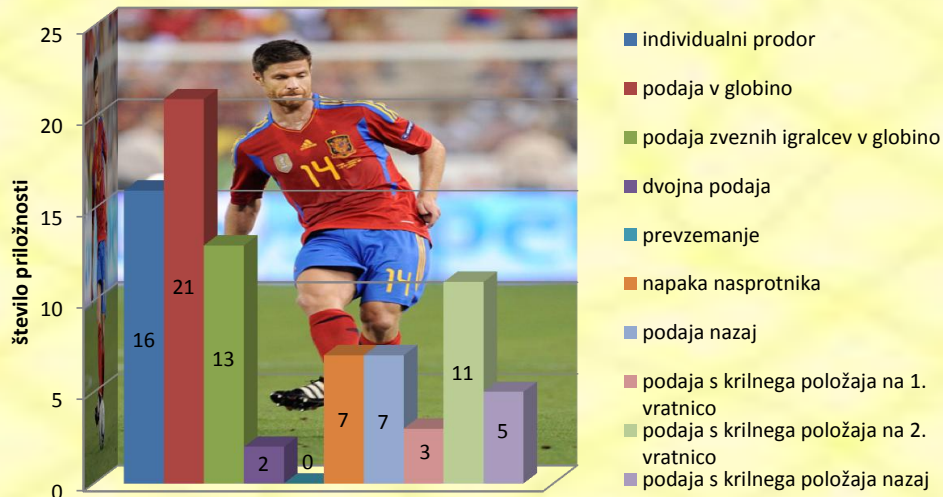 25
20
15
10
5
0
število priložnosti
16
21
13
2
0
7
7
3
11
5
14
14
adidas
individualni prodor
podaja v globino
podaja zveznih igralcev v globino
dvojna podaja
prevzemanje
napaka nasprotnika
podaja nazaj
podaja s krilnega položaja na 1.
vratnico
podaja s krilnega položaja na 2.
vratnico
podaja s krilnega položaja nazaj